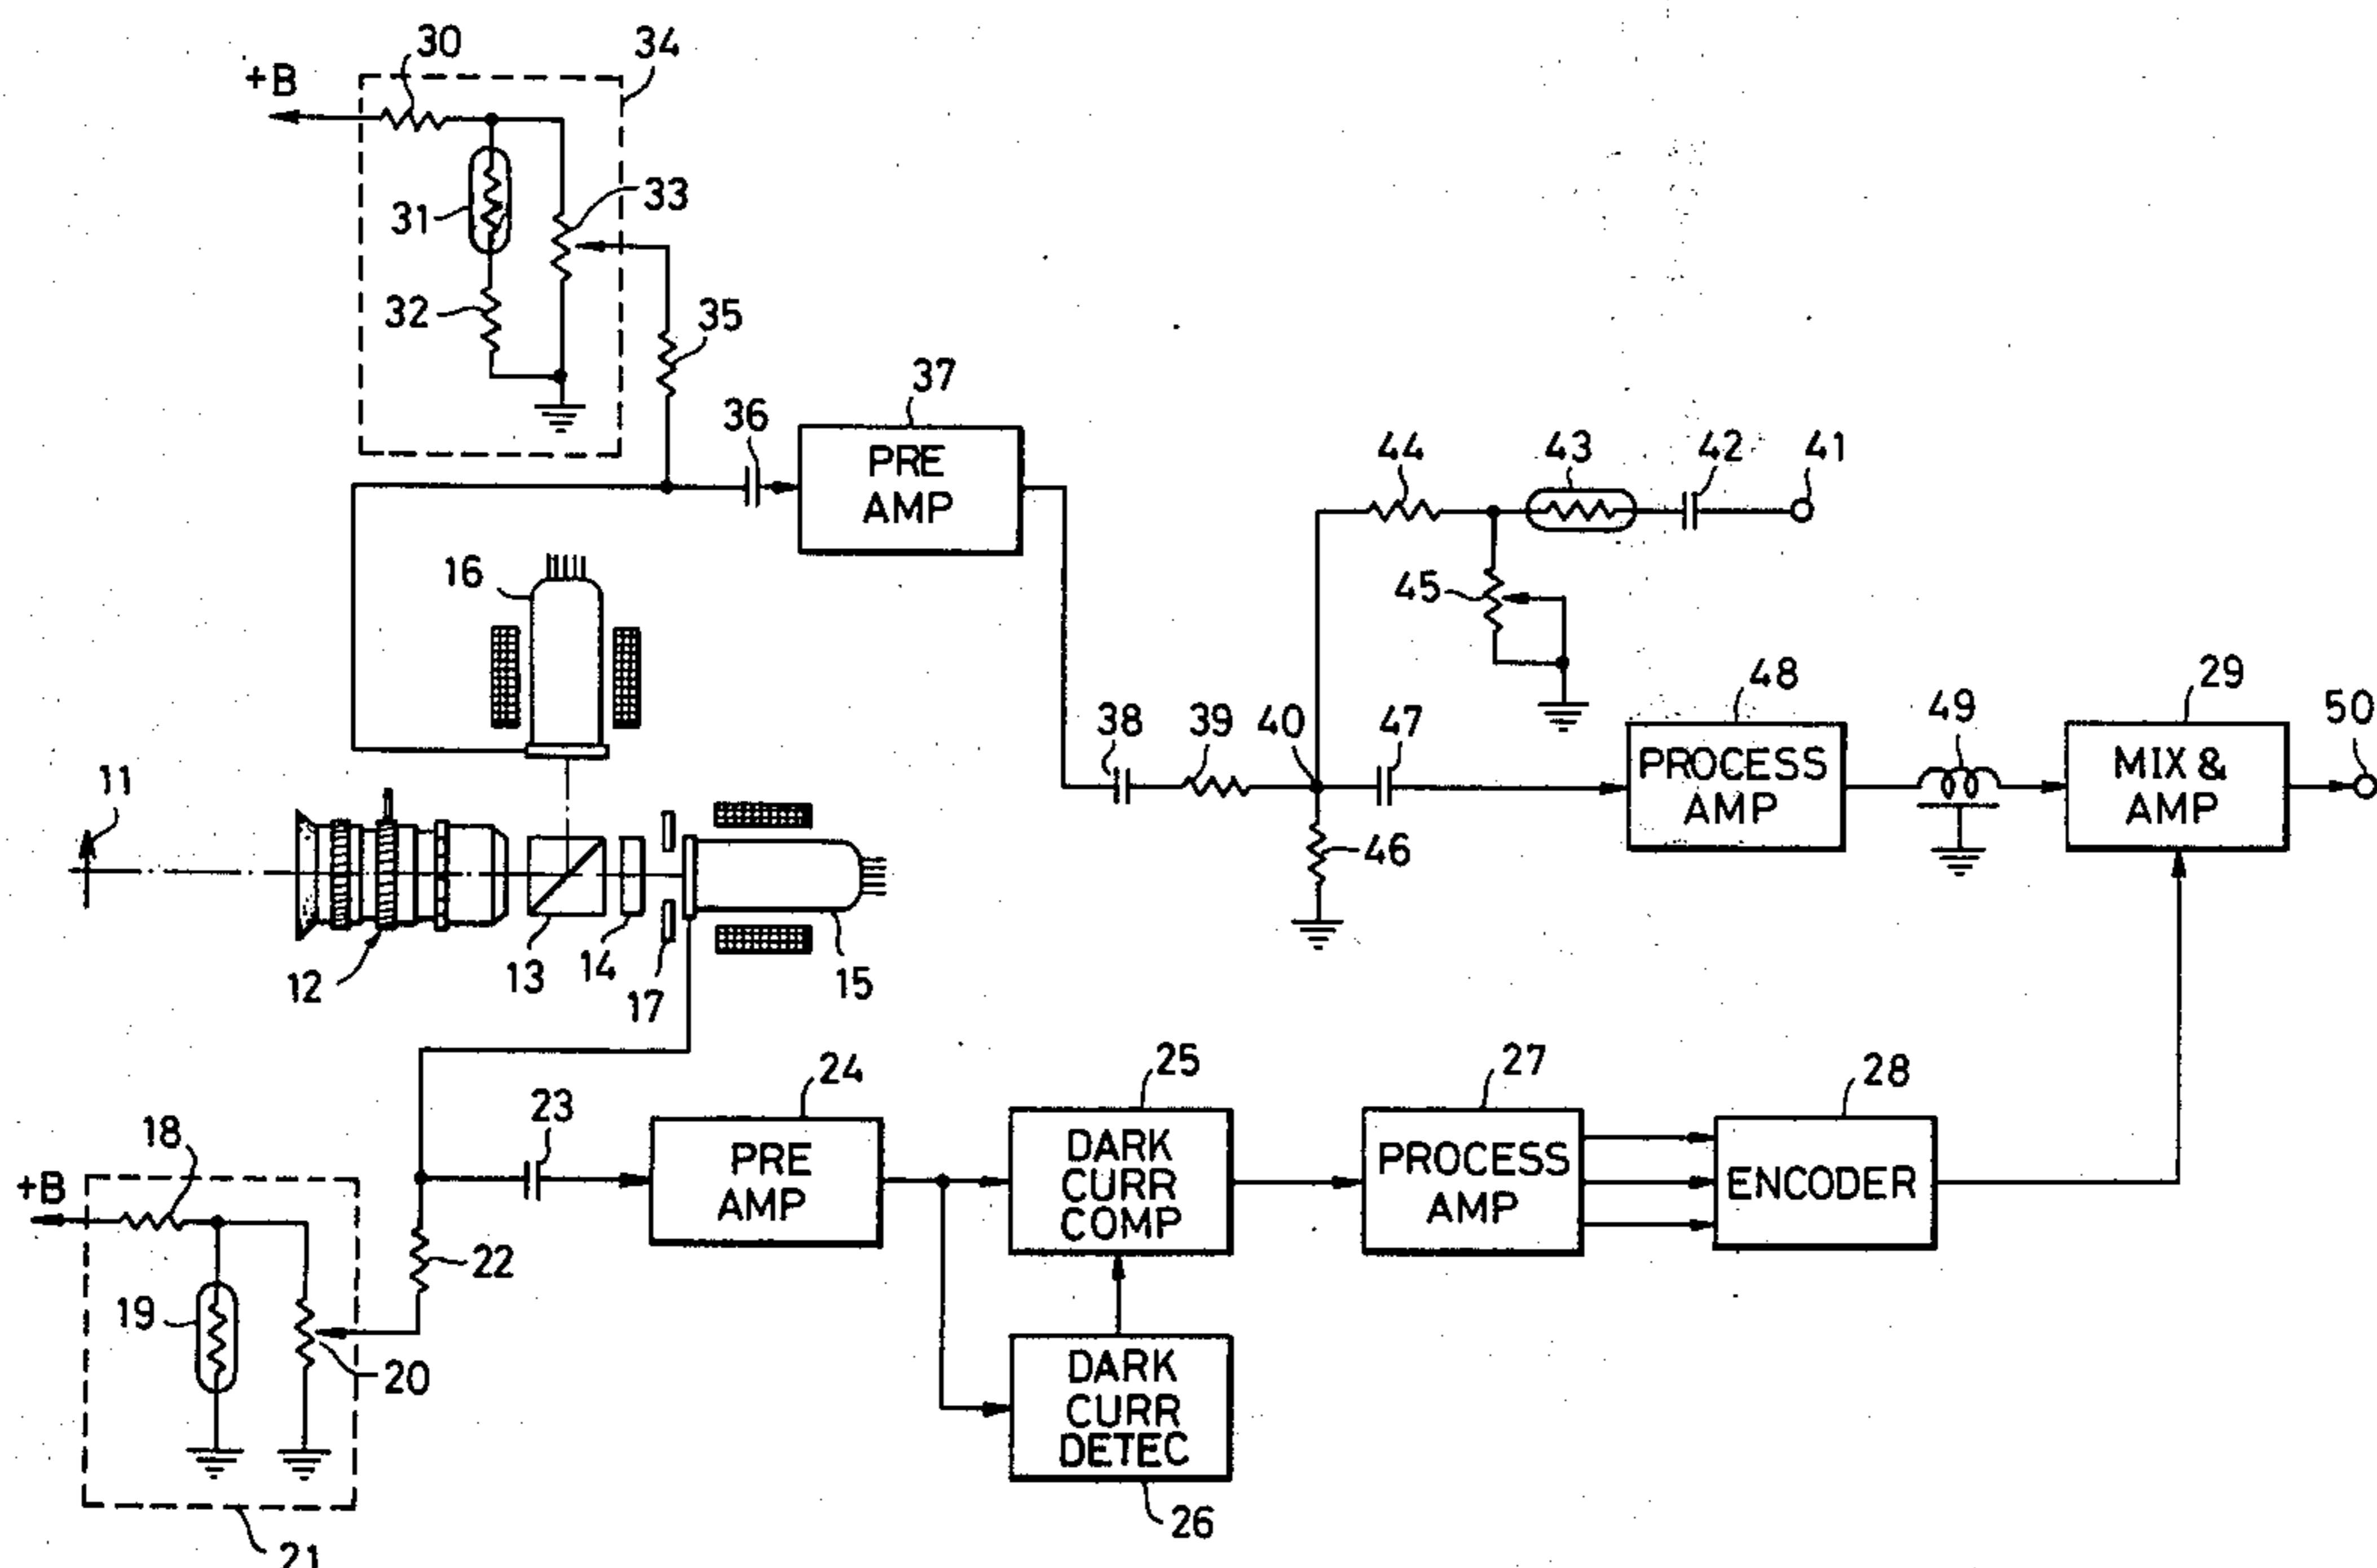 30
34
+B
31
33
32
35
36
37
PRE
AMP
44
43
42
41
45
16
38
39
40
47
48
PROCESS
AMP
49
29
MIX &
AMP
50
11
46
12
13
14
17
15
18
+B
19
20
21
22
23
24
PRE
AMP
25
DARK
CURR
COMP
27
PROCESS
AMP
28
ENCODER
DARK
CURR
DETEC
26